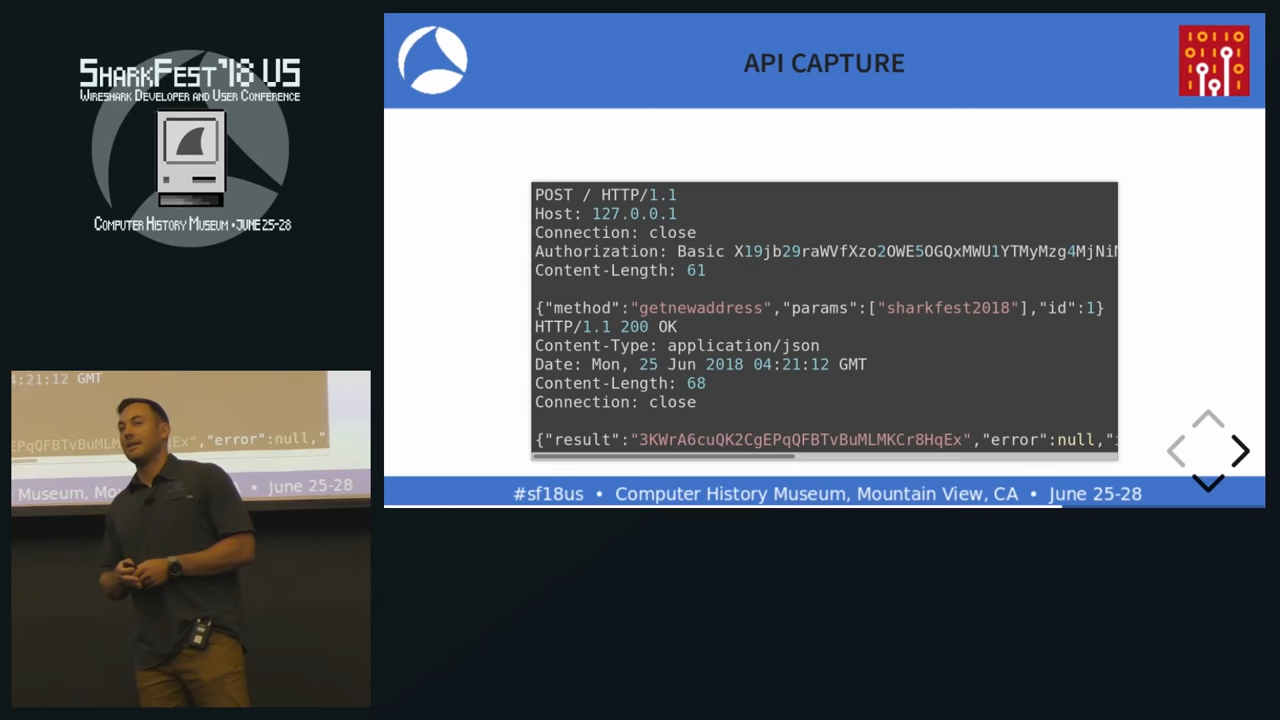 SHARKFEST'18 US
WIRESHARK DEVELOPER AND USER CONFERENCE
COMPUTER HISTORY MUSEUM • JUNE 25-28
API CAPTURE
POST / HTTP/1.1
Host: 127.0.0.1
Connection: close
Authorization: Basic X19jb29raWVfXzo2OWE5OGQxMWU1YTMyMzg4MjNiN
Content-Length: 61
{"method":"getnewaddress","params":["sharkfest2018"],"id":1}
HTTP/1.1 200 OK
Content-Type: application/json
Date: Mon, 25 Jun 2018 04:21:12 GMT
Content-Length: 68
Connection: close
{"result":"3KWrA6cuQK2CgEPqQFBTvBuMLMKCr8HqEx","error":null,"i
#sf18us • Computer History Museum, Mountain View, CA • June 25-28
4:21:12 GMT
EPqQFBTvBuMLM Ex","error":null,"
Museum, Mo A • June 25-28